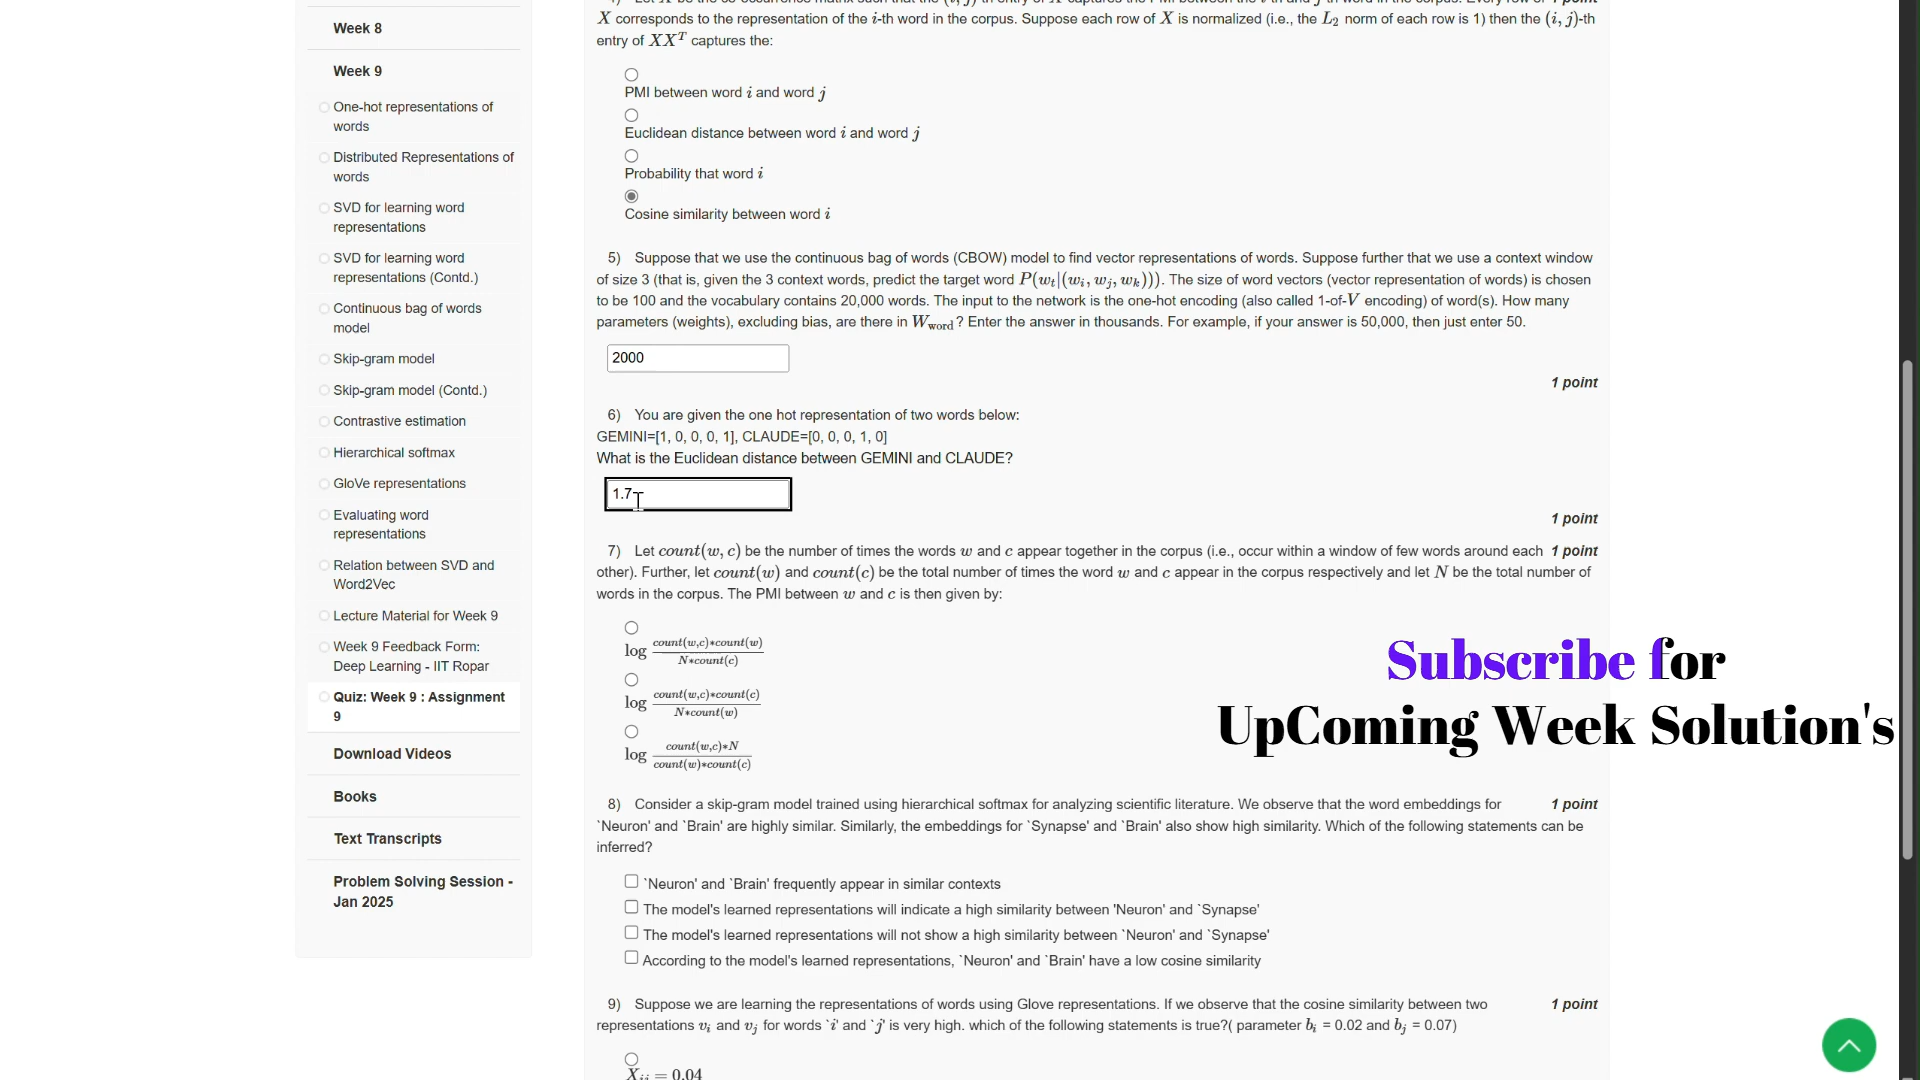 Week 8
Week 9
One-hot representations of
words
Distributed Representations of
words
SVD for learning word
representations
SVD for learning word
representations (Contd.)
Continuous bag of words
model
Skip-gram model
Skip-gram model (Contd.)
Contrastive estimation
Hierarchical softmax
GloVe representations
Evaluating word
representations
Relation between SVD and
Word2Vec
Lecture Material for Week 9
Week 9 Feedback Form:
Deep Learning - IIT Ropar
Quiz: Week 9 : Assignment
9
Download Videos
Books
Text Transcripts
Problem Solving Session -
Jan 2025
X corresponds to the representation of the i-th word in the corpus. Suppose each row of X is normalized (i.e., the L₂ norm of each row is 1) then the (i, j)-th
entry of XXᵀ captures the:
PMI between word i and word j
Euclidean distance between word i and word j
Probability that word i
Cosine similarity between word i
5) Suppose that we use the continuous bag of words (CBOW) model to find vector representations of words. Suppose further that we use a context window
of size 3 (that is, given the 3 context words, predict the target word P(wₜ|(wᵢ, wⱼ, wₖ))). The size of word vectors (vector representation of words) is chosen
to be 100 and the vocabulary contains 20,000 words. The input to the network is the one-hot encoding (also called 1-of-V encoding) of word(s). How many
parameters (weights), excluding bias, are there in W_word? Enter the answer in thousands. For example, if your answer is 50,000, then just enter 50.
2000
1 point
6) You are given the one hot representation of two words below:
GEMINI=[1, 0, 0, 0, 1], CLAUDE=[0, 0, 0, 1, 0]
What is the Euclidean distance between GEMINI and CLAUDE?
1.7
1 point
7) Let count(w, c) be the number of times the words w and c appear together in the corpus (i.e., occur within a window of few words around each 1 point
other). Further, let count(w) and count(c) be the total number of times the word w and c appear in the corpus respectively and let N be the total number of
words in the corpus. The PMI between w and c is then given by:
log count(w,c)*count(w) / N*count(c)
log count(w,c)*count(c) / N*count(w)
log count(w,c)*N / count(w)*count(c)
Subscribe for
UpComing Week Solution's
8) Consider a skip-gram model trained using hierarchical softmax for analyzing scientific literature. We observe that the word embeddings for 1 point
`Neuron' and `Brain' are highly similar. Similarly, the embeddings for `Synapse' and `Brain' also show high similarity. Which of the following statements can be
inferred?
`Neuron' and `Brain' frequently appear in similar contexts
The model's learned representations will indicate a high similarity between 'Neuron' and `Synapse'
The model's learned representations will not show a high similarity between `Neuron' and `Synapse'
According to the model's learned representations, `Neuron' and `Brain' have a low cosine similarity
9) Suppose we are learning the representations of words using Glove representations. If we observe that the cosine similarity between two 1 point
representations vᵢ and vⱼ for words `i' and `j' is very high. which of the following statements is true?( parameter bᵢ = 0.02 and bⱼ = 0.07)
Xᵢⱼ = 0.04